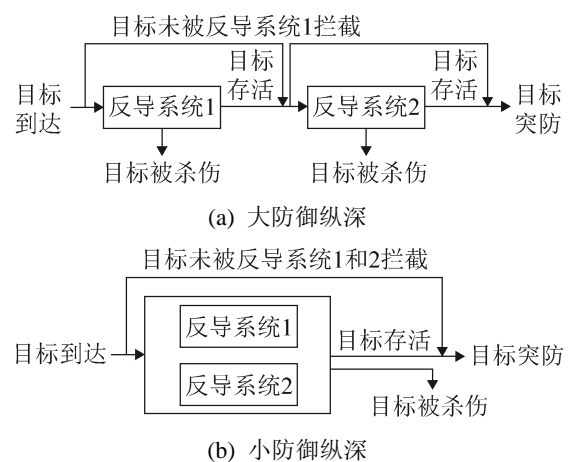 目标未被反导系统1拦截
目标
到达
反导系统1
目标
存活
反导系统2
目标
存活
目标
突防
目标被杀伤
目标被杀伤
(a) 大防御纵深
目标未被反导系统1和2拦截
目标到达
反导系统1
反导系统2
目标存活
目标突防
目标被杀伤
(b) 小防御纵深